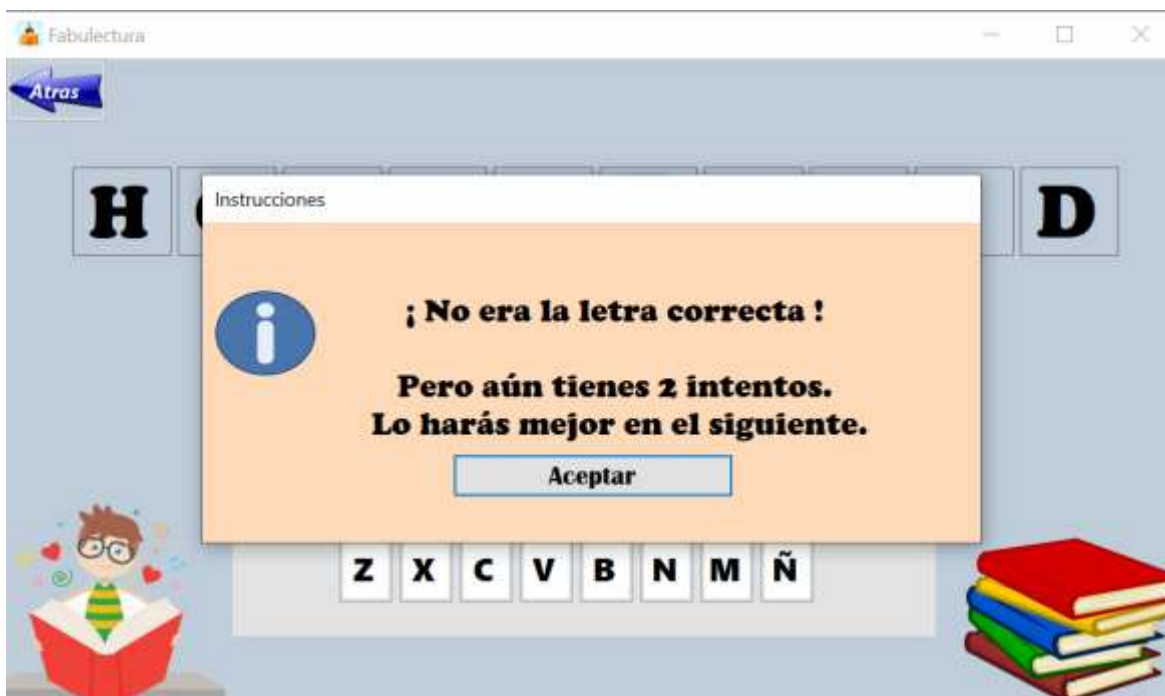 Fabulectura
Atras
H
D
Instrucciones
¡ No era la letra correcta !
Pero aún tienes 2 intentos.
Lo harás mejor en el siguiente.
Aceptar
Z X C V B N M Ñ